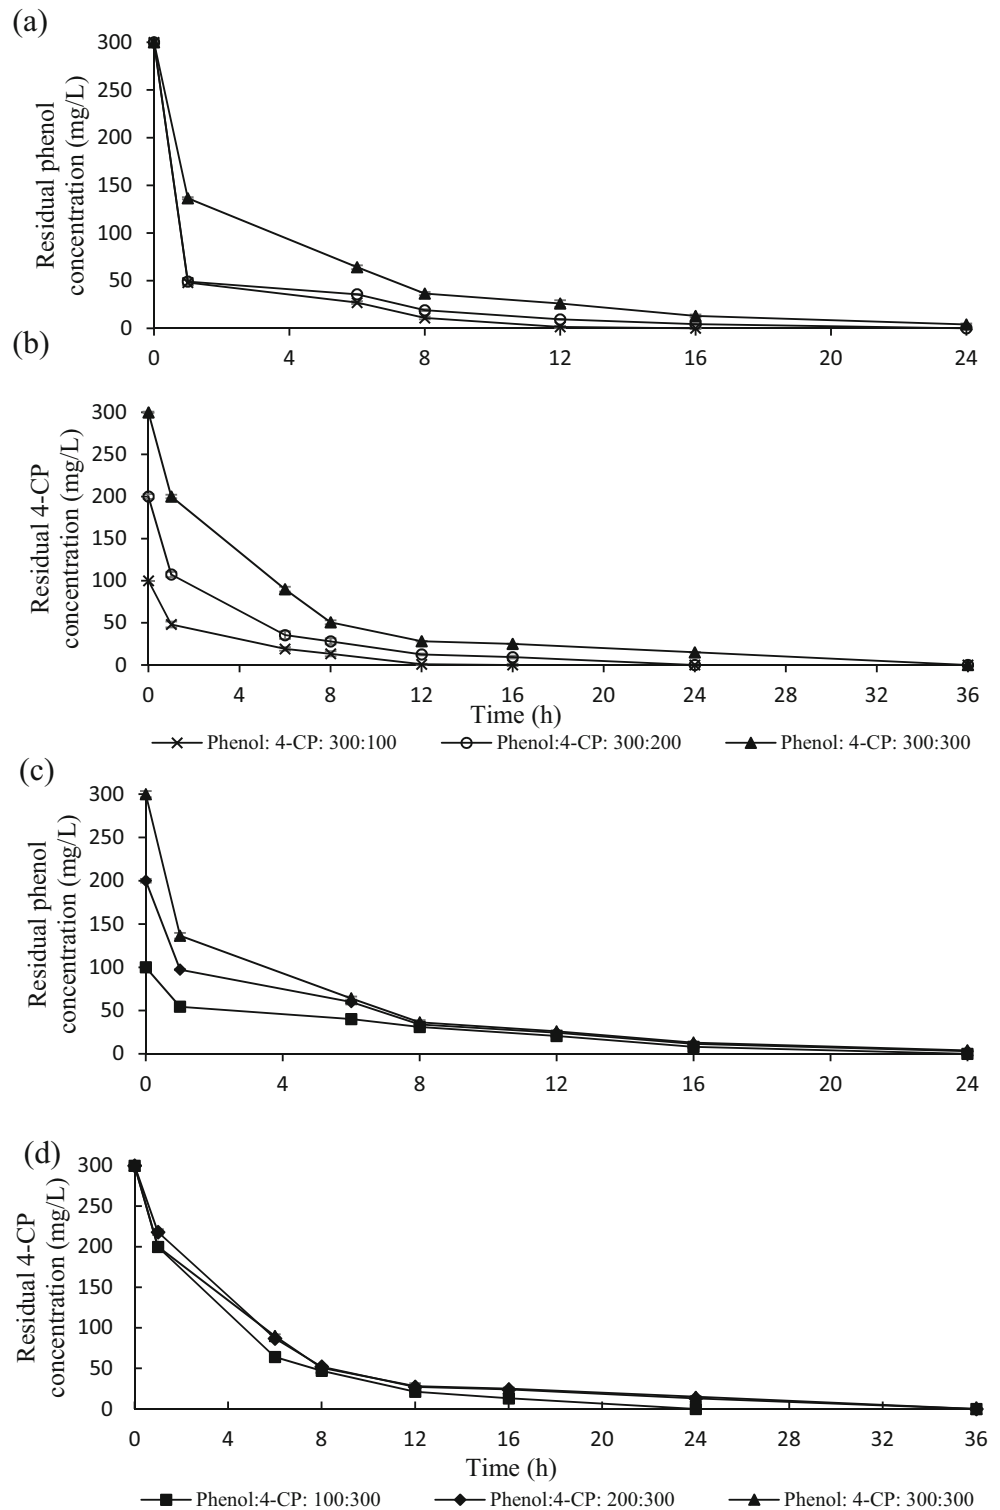 (a)
Residual phenol
concentration (mg/L)
300
250
200
150
100
50
0
0 4 8 12 16 20 24
(b)
Residual 4-CP
concentration (mg/L)
300
250
200
150
100
50
0
0 4 8 12 16 20 24 28 32 36
Time (h)
Phenol: 4-CP: 300:100 Phenol:4-CP: 300:200 Phenol: 4-CP: 300:300
(c)
Residual phenol
concentration (mg/L)
300
250
200
150
100
50
0
0 4 8 12 16 20 24
(d)
Residual 4-CP
concentration (mg/L)
300
250
200
150
100
50
0
0 4 8 12 16 20 24 28 32 36
Time (h)
Phenol:4-CP: 100:300 Phenol:4-CP: 200:300 Phenol: 4-CP: 300:300